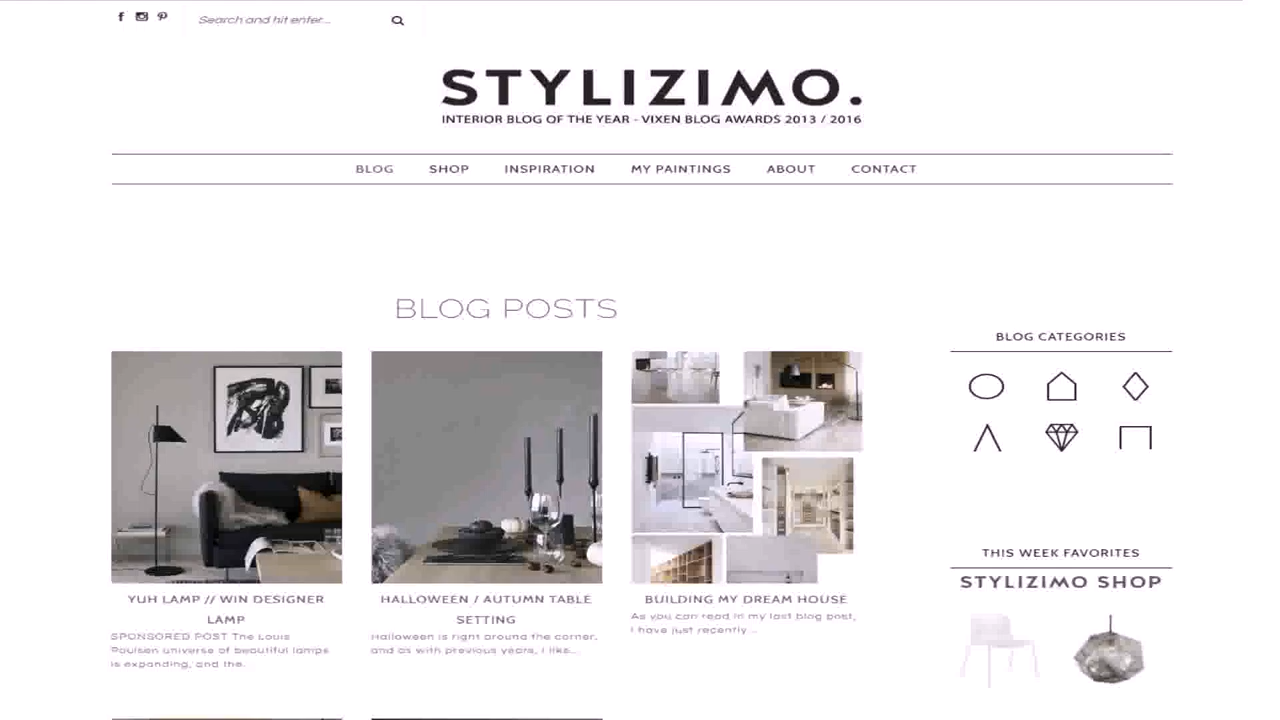 Search and hit enter...
STYLIZIMO.
INTERIOR BLOG OF THE YEAR - VIXEN BLOG AWARDS 2013 / 2016
BLOG SHOP INSPIRATION MY PAINTINGS ABOUT CONTACT
BLOG POSTS
BLOG CATEGORIES
THIS WEEK FAVORITES
STYLIZIMO SHOP
YUH LAMP // WIN DESIGNER
LAMP
SPONSORED POST The Louis
Poulsen universe of beautiful lamps
is expanding, and the
HALLOWEEN / AUTUMN TABLE
SETTING
Halloween is right around the corner,
and as with previous years, I like...
BUILDING MY DREAM HOUSE
As you can read in my last blog post,
I have just recently...